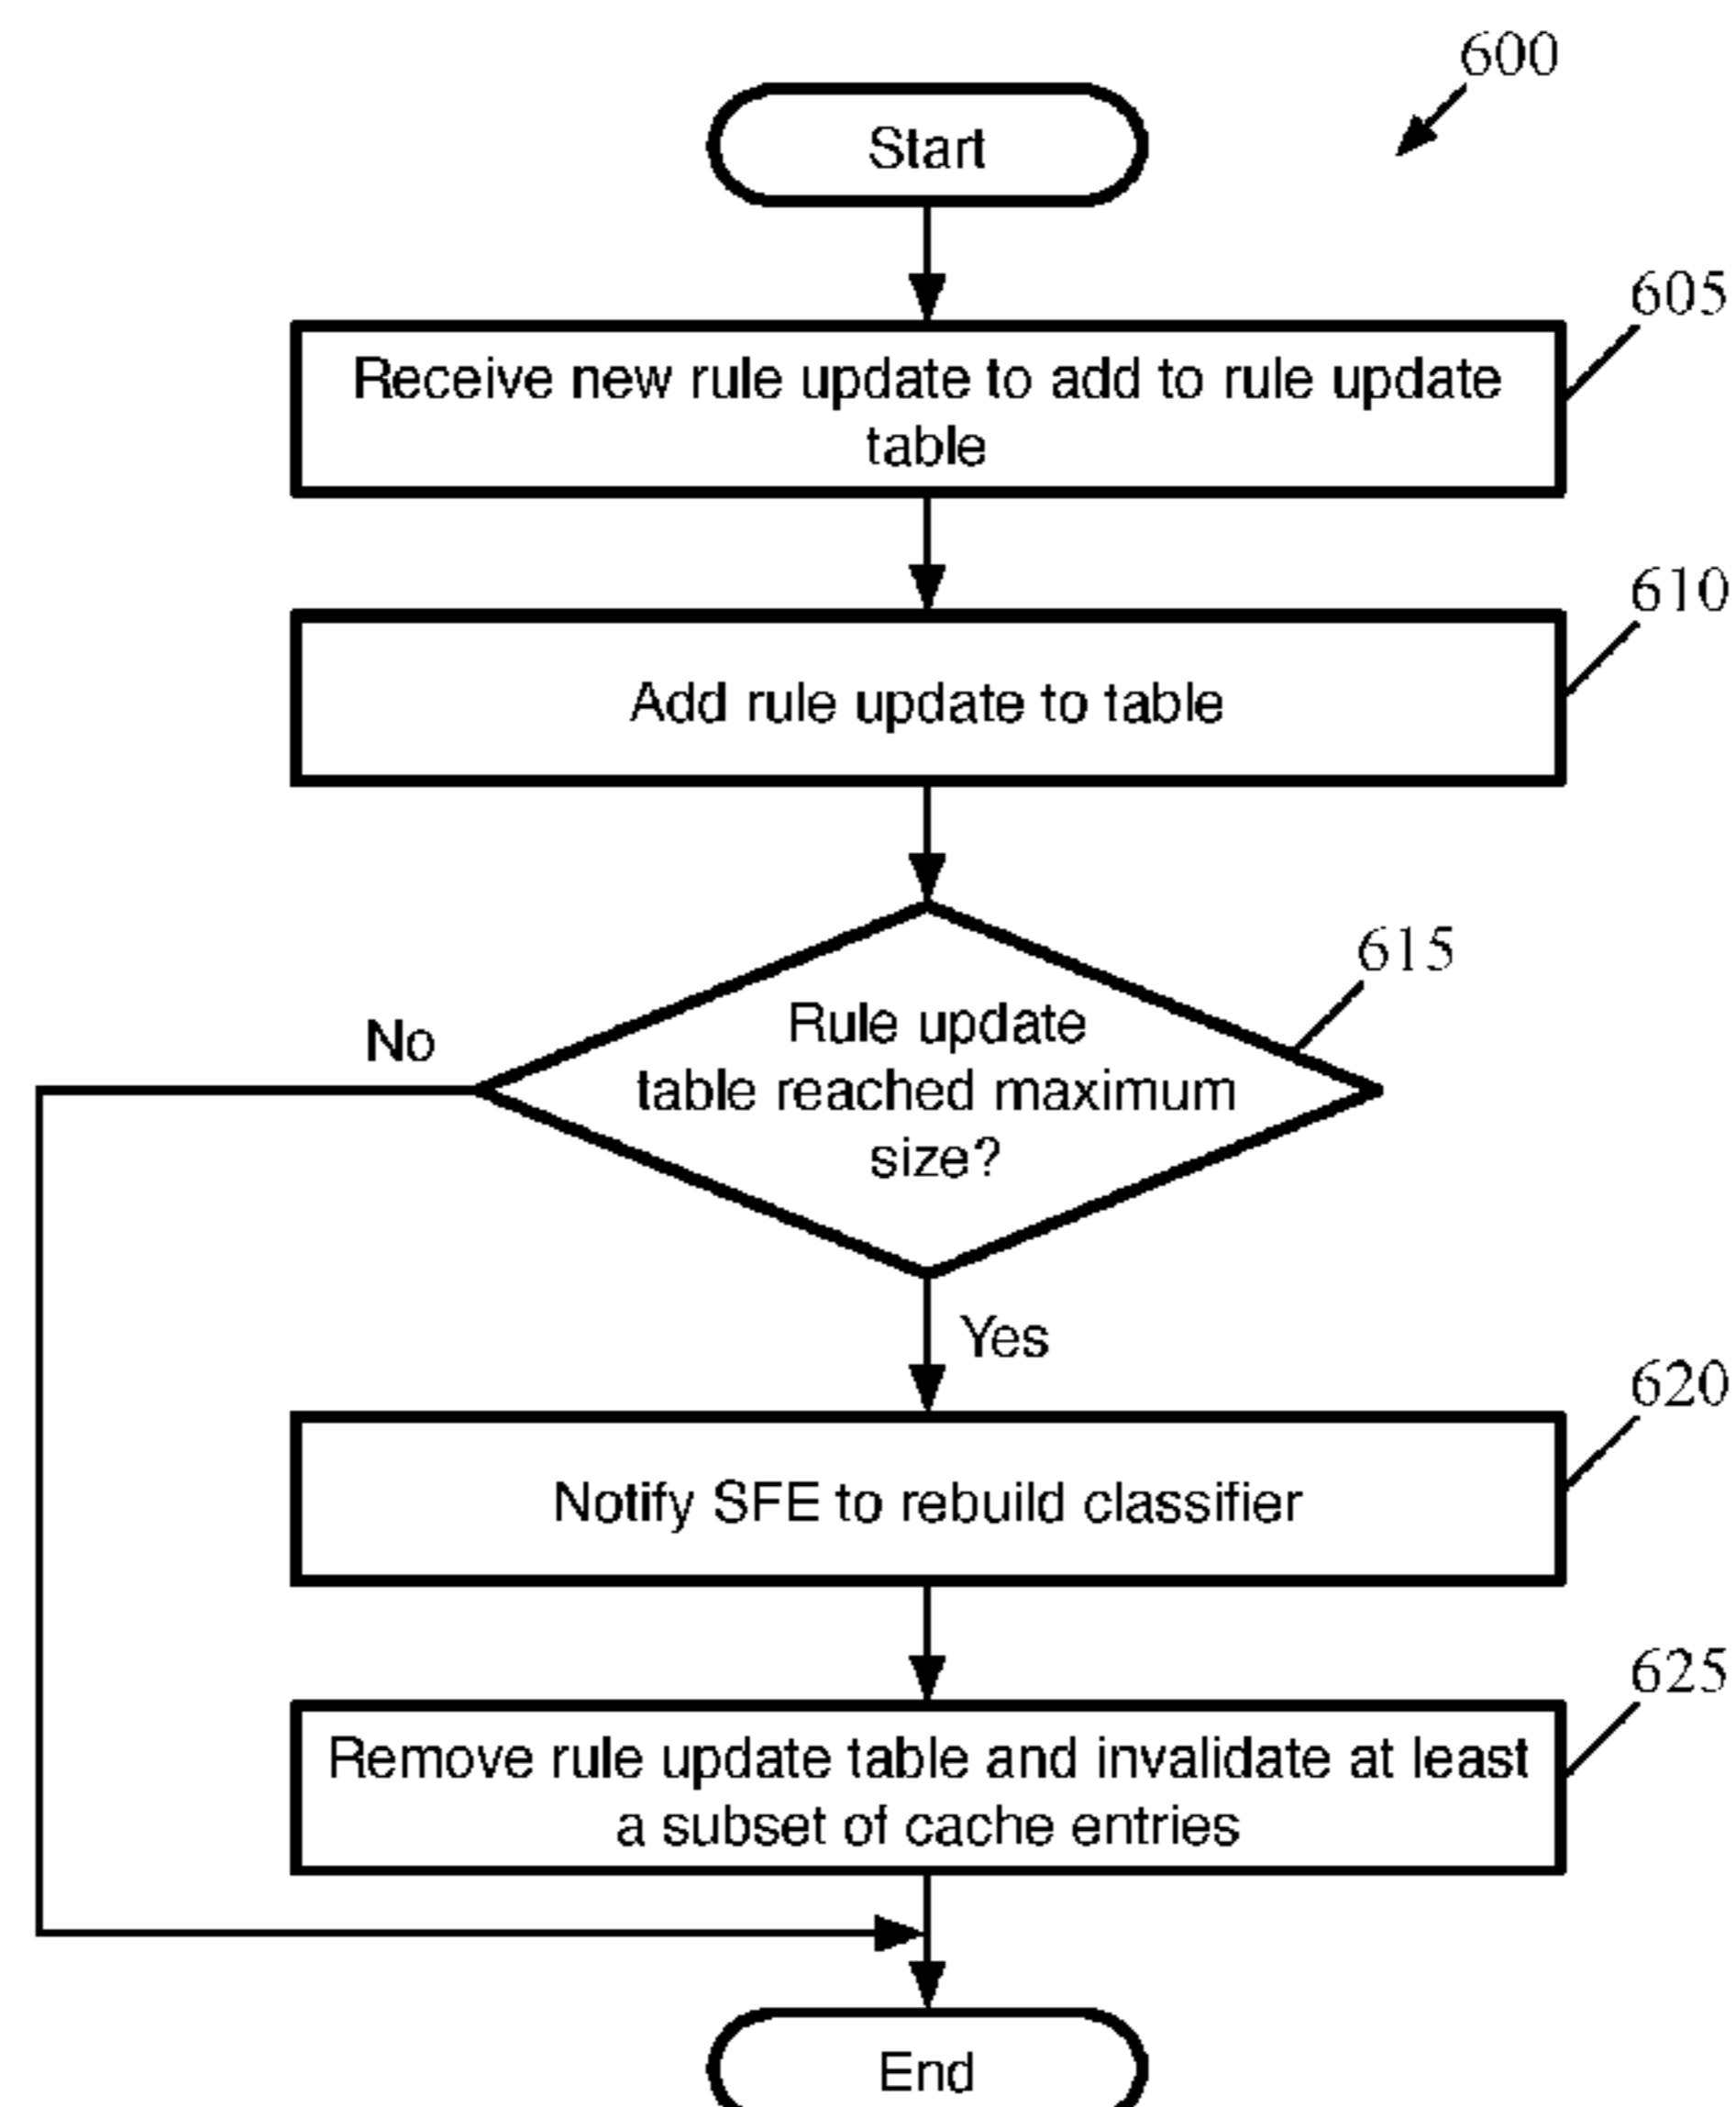 600
Start
605
Receive new rule update to add to rule update
table
610
Add rule update to table
615
Rule update
table reached maximum
size?
No
Yes
620
Notify SFE to rebuild classifier
625
Remove rule update table and invalidate at least
a subset of cache entries
End